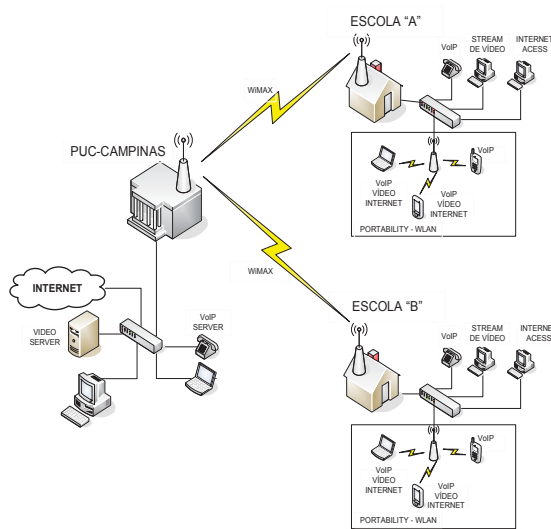 ESCOLA “A”
VoIP
STREAM
DE VÍDEO
INTERNET
ACESS
WiMAX
PUC-CAMPINAS
VoIP
VoIP
VÍDEO
INTERNET
VoIP
VÍDEO
INTERNET
PORTABILITY - WLAN
WiMAX
INTERNET
VIDEO
SERVER
VoIP
SERVER
ESCOLA “B”
VoIP
STREAM
DE VÍDEO
INTERNE
ACESS
VoIP
VoIP
VÍDEO
INTERNET
VoIP
VÍDEO
INTERNET
PORTABILITY - WLAN